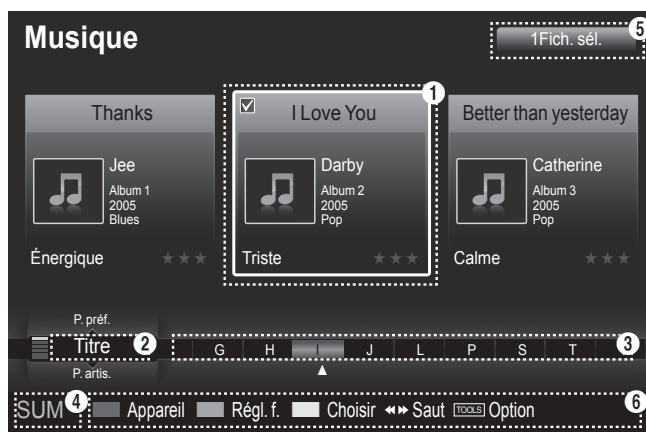 Musique
1Fich. sél.
5
1
Thanks
I Love You
Better than yesterday
Jee
Album 1
2005
Blues
Darby
Album 2
2005
Pop
Catherine
Album 3
2005
Pop
Énergique
Triste
Calme
P. préf.
Titre
2
G H I J L P S T
3
P. artis.
SUM
4
Appareil Régl. f. Choisir Saut TOOLS Option
6